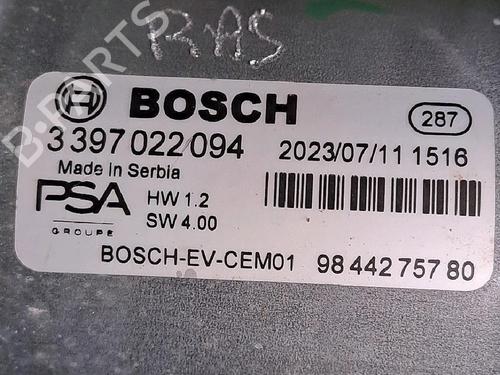 RAS
B-PARTS
BOSCH
287
3 397 022 094
2023/07/11 1516
Made In Serbia
PSA
GROUPE
HW 1.2
SW 4.00
BOSCH-EV-CEM01
98 442 757 80